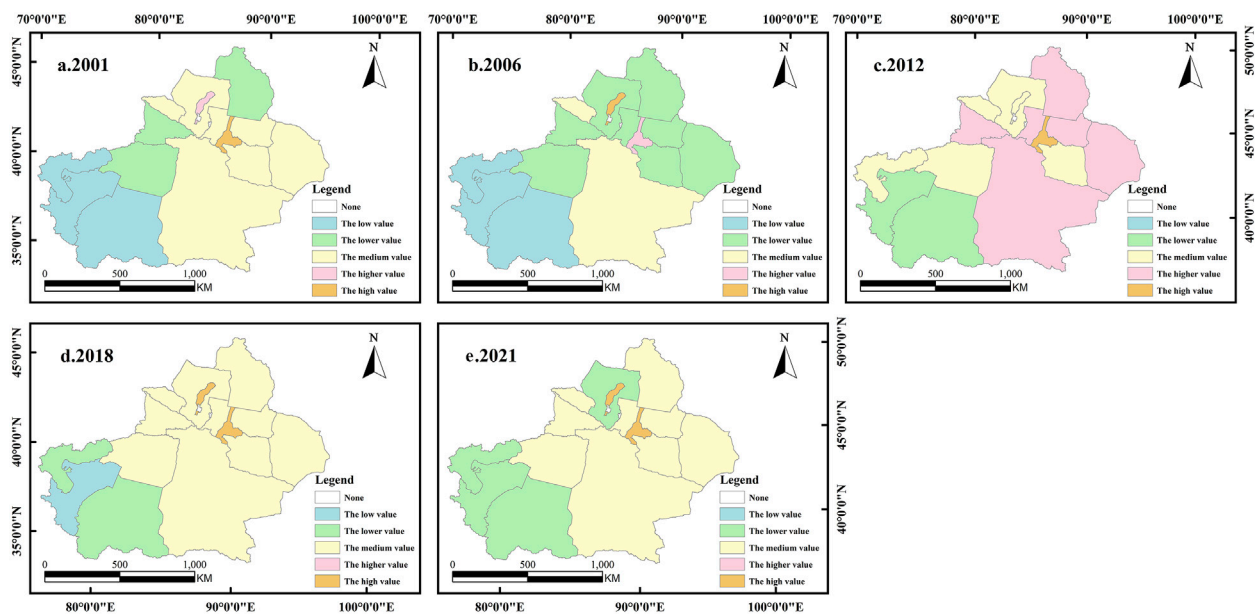 70°0'0"E 80°0'0"E 90°0'0"E 100°0'0"E
45°0'0"N
40°0'0"N
35°0'0"N
a.2001
N
Legend
None
The low value
The lower value
The medium value
The higher value
The high value
0 500 1,000
KM
80°0'0"E 90°0'0"E 100°0'0"E
b.2006
N
Legend
None
The low value
The lower value
The medium value
The higher value
The high value
0 500 1,000
KM
80°0'0"E 90°0'0"E 100°0'0"E
50°0'0"N
45°0'0"N
40°0'0"N
c.2012
N
Legend
None
The low value
The lower value
The medium value
The higher value
The high value
0 500 1,000
KM
45°0'0"N
40°0'0"N
35°0'0"N
d.2018
N
Legend
None
The low value
The lower value
The medium value
The higher value
The high value
0 500 1,000
KM
80°0'0"E 90°0'0"E 100°0'0"E
50°0'0"N
45°0'0"N
40°0'0"N
e.2021
N
Legend
None
The low value
The lower value
The medium value
The higher value
The high value
0 500 1,000
KM
80°0'0"E 90°0'0"E 100°0'0"E